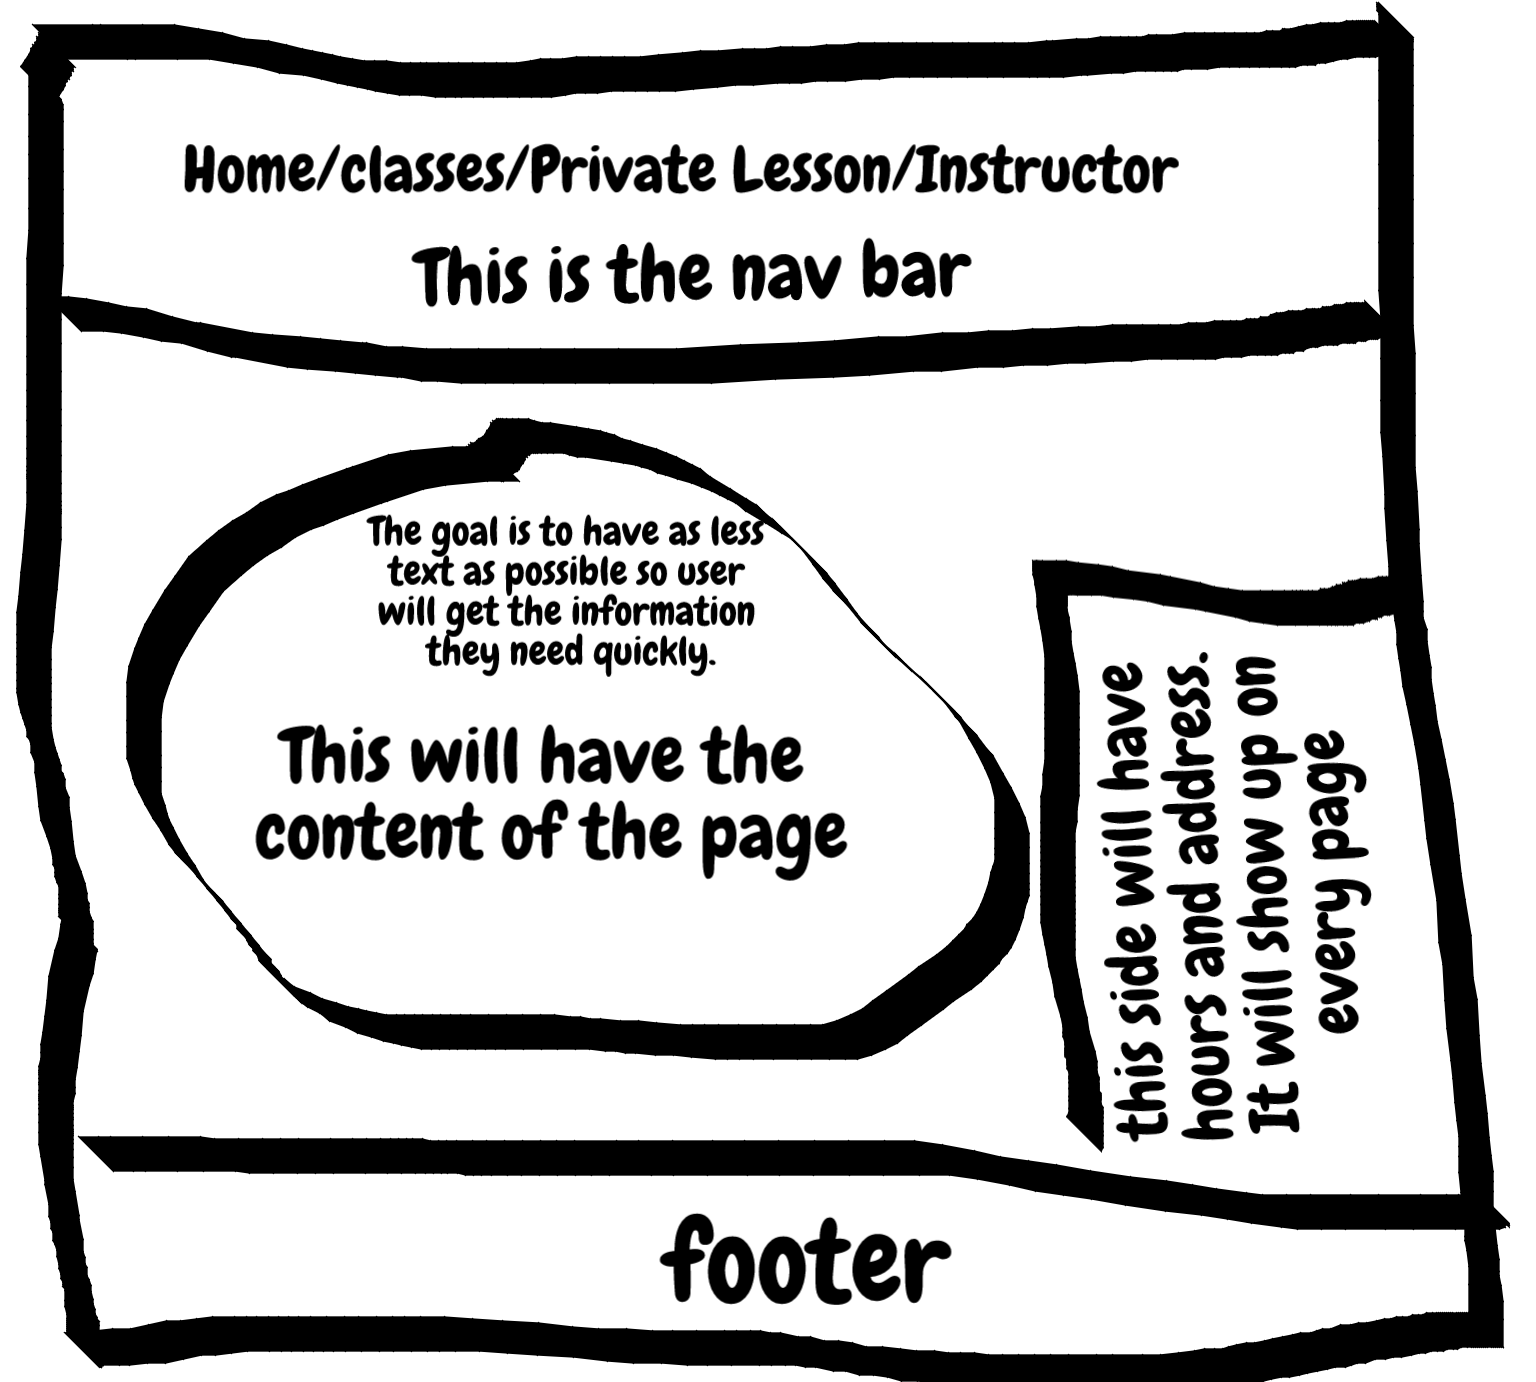 Home/classes/Private Lesson/Instructor
This is the nav bar
The goal is to have as less
text as possible so user
will get the information
they need quickly.
This will have the
content of the page
this side will have
hours and address.
It will show up on
every page
footer